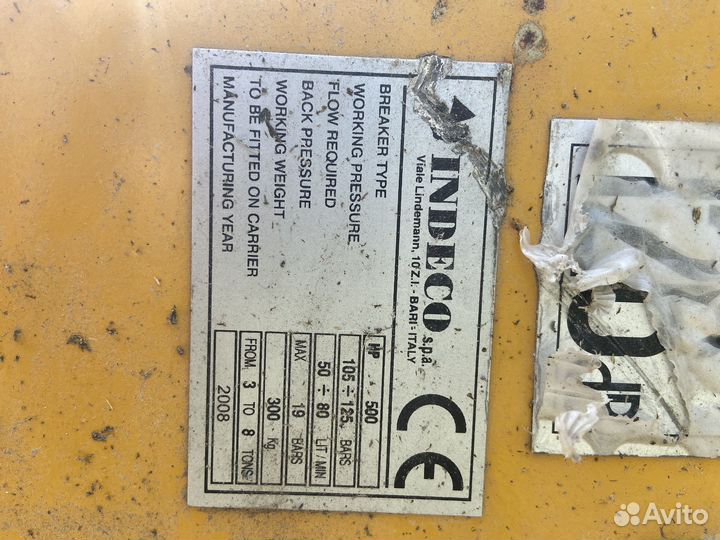 INDECO s.p.a.
Viale Lindemann, 10 Z.I. - BARI - ITALY
CE
BREAKER TYPE HP 500
WORKING PRESSURE 105 ÷ 125 BARS
FLOW REQUIRED 50 ÷ 80 LIT/MIN
BACK PRESSURE MAX 19 BARS
WORKING WEIGHT 300 Kg
TO BE FITTED ON CARRIER FROM 3 TO 8 TONS
MANUFACTURING YEAR 2008
Avito